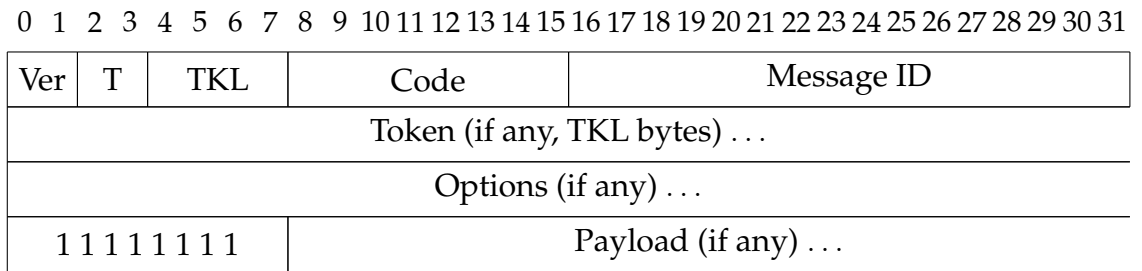 0 1 2 3 4 5 6 7 8 9 10 11 12 13 14 15 16 17 18 19 20 21 22 23 24 25 26 27 28 29 30 31
Ver T TKL Code Message ID
Token (if any, TKL bytes) . . .
Options (if any) . . .
1 1 1 1 1 1 1 1 Payload (if any) . . .